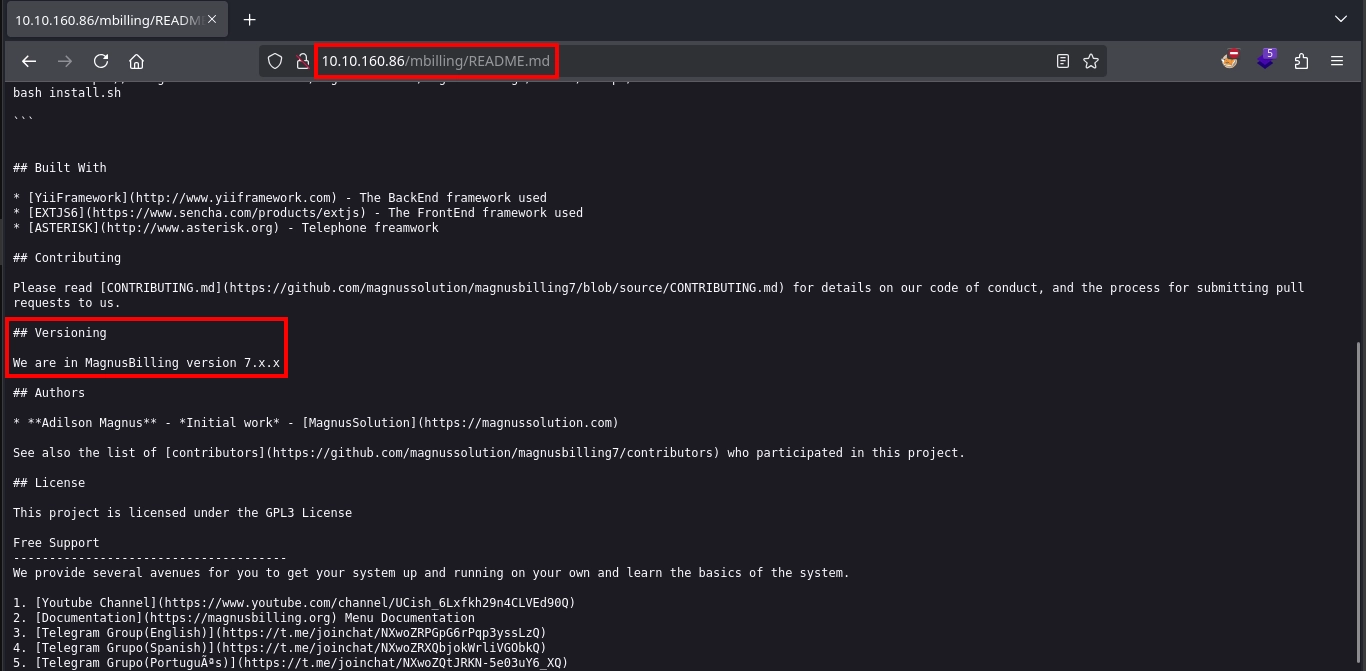 10.10.160.86/mbilling/READM
10.10.160.86/mbilling/README.md
5
bash install.sh
```
## Built With
* [YiiFramework](http://www.yiiframework.com) - The BackEnd framework used
* [EXTJS6](https://www.sencha.com/products/extjs) - The FrontEnd framework used
* [ASTERISK](http://www.asterisk.org) - Telephone freamwork
## Contributing
Please read [CONTRIBUTING.md](https://github.com/magnussolution/magnusbilling7/blob/source/CONTRIBUTING.md) for details on our code of conduct, and the process for submitting pull
requests to us.
## Versioning
We are in MagnusBilling version 7.x.x
## Authors
* **Adilson Magnus** - *Initial work* - [MagnusSolution](https://magnussolution.com)
See also the list of [contributors](https://github.com/magnussolution/magnusbilling7/contributors) who participated in this project.
## License
This project is licensed under the GPL3 License
Free Support
--------------------------------------
We provide several avenues for you to get your system up and running on your own and learn the basics of the system.
1. [Youtube Channel](https://www.youtube.com/channel/UCish_6Lxfkh29n4CLVEd90Q)
2. [Documentation](https://magnusbilling.org) Menu Documentation
3. [Telegram Group(English)](https://t.me/joinchat/NXwoZRPGpG6rPqp3yssLzQ)
4. [Telegram Grupo(Spanish)](https://t.me/joinchat/NXwoZRXQbjokWrliVGObkQ)
5. [Telegram Grupo(PortuguÃªs)](https://t.me/joinchat/NXwoZQtJRKN-5e03uY6_XQ)